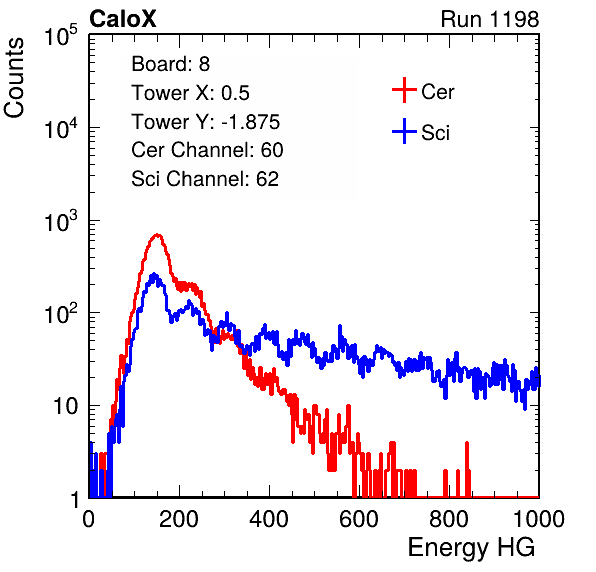 CaloX Run 1198
Counts
10^5
10^4
10^3
10^2
10
1
Board: 8
Tower X: 0.5
Tower Y: -1.875
Cer Channel: 60
Sci Channel: 62
Cer
Sci
0 200 400 600 800 1000
Energy HG